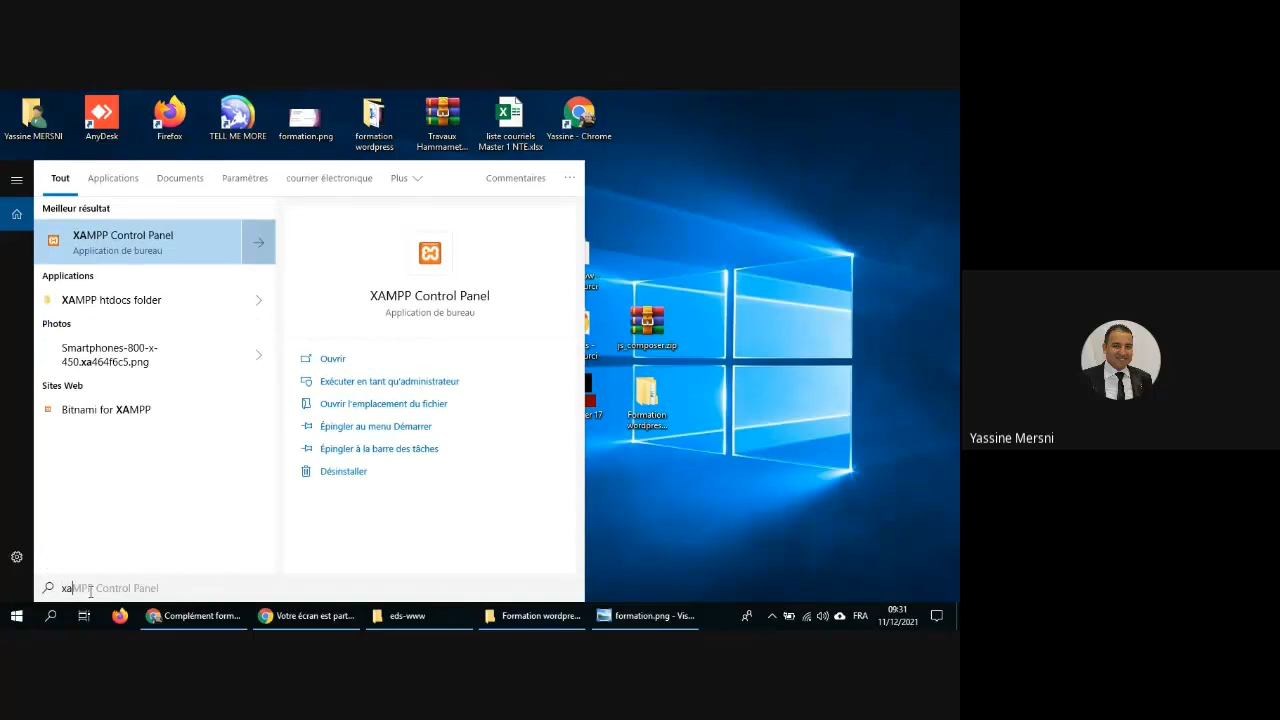 Yassine MERSNI
AnyDesk
Firefox
TELL ME MORE
formation.png
formation
wordpress
Travaux
Hammamet...
liste courriels
Master 1 NTE.xlsx
Yassine - Chrome
Tout
Applications
Documents
Paramètres
courrier électronique
Plus
Commentaires
...
Meilleur résultat
XAMPP Control Panel
Application de bureau
Applications
XAMPP htdocs folder
Photos
Smartphones-800-x-
450.xa464f6c5.png
Sites Web
Bitnami for XAMPP
XAMPP Control Panel
Application de bureau
Ouvrir
Exécuter en tant qu'administrateur
Ouvrir l'emplacement du fichier
Épingler au menu Démarrer
Épingler à la barre des tâches
Désinstaller
js_composer.zip
Formation
wordpres...
xaMPP Control Panel
Complément form...
Votre écran est part...
eds-www
Formation wordpre...
formation.png - Vis...
FRA
09:31
11/12/2021
Yassine Mersni